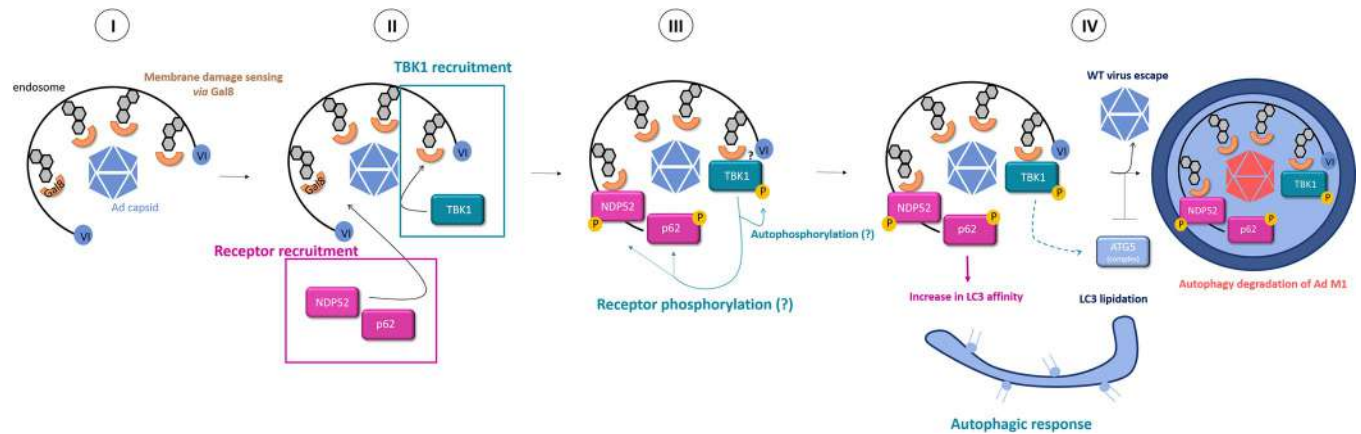 I
endosome
Membrane damage sensing
via Gal8
Gal8
Ad capsid
VI
VI
II
TBK1 recruitment
Gal8
VI
TBK1
VI
Receptor recruitment
NDP52
p62
III
?
VI
TBK1
P
NDP52
P
P
p62
Autophosphorylation (?)
Receptor phosphorylation (?)
IV
VI
TBK1
P
NDP52
P
P
p62
Increase in LC3 affinity
WT virus escape
ATG5
(complex)
LC3 lipidation
VI
TBK1
P
NDP52
P
P
p62
Autophagy degradation of Ad M1
Autophagic response